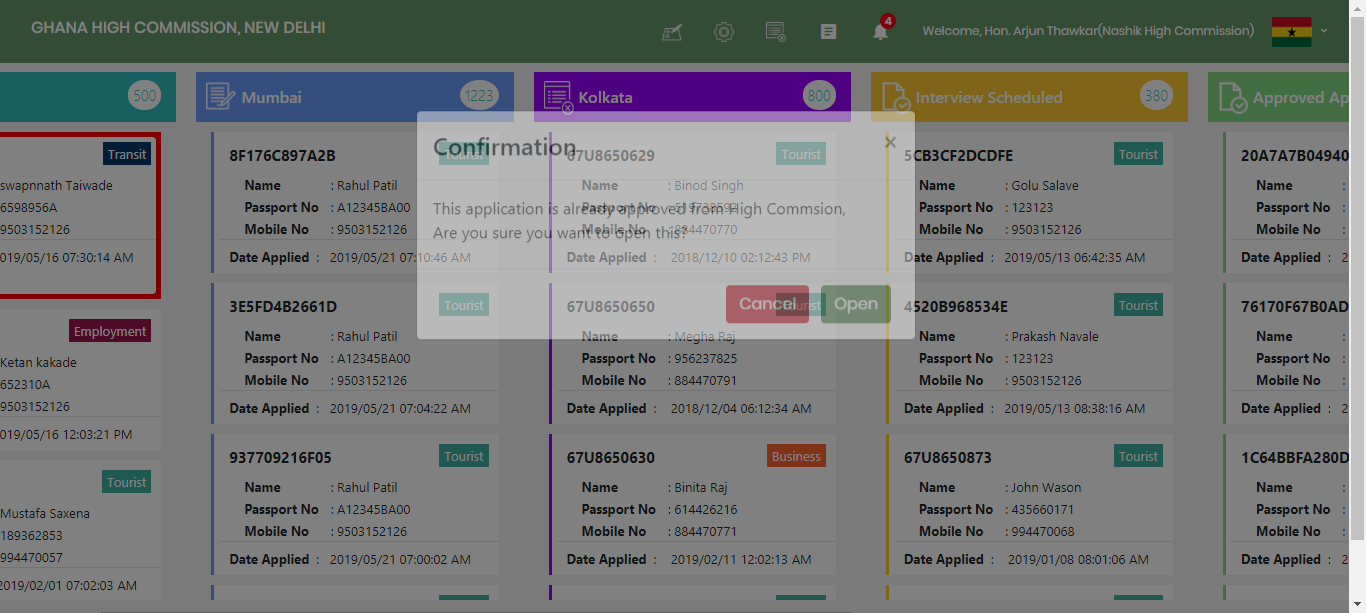 GHANA HIGH COMMISSION, NEW DELHI
4
Welcome, Hon. Arjun Thawkar(Nashik High Commission)
500
Transit
swapnnath Taiwade
6598956A
9503152126
019/05/16 07:30:14 AM
Employment
Ketan kakade
652310A
9503152126
019/05/16 12:03:21 PM
Tourist
Mustafa Saxena
189362853
994470057
2019/02/01 07:02:03 AM
Mumbai 1223
8F176C897A2B Tourist
Name : Rahul Patil
Passport No : A12345BA00
Mobile No : 9503152126
Date Applied : 2019/05/21 07:10:46 AM
3E5FD4B2661D Tourist
Name : Rahul Patil
Passport No : A12345BA00
Mobile No : 9503152126
Date Applied : 2019/05/21 07:04:22 AM
937709216F05 Tourist
Name : Rahul Patil
Passport No : A12345BA00
Mobile No : 9503152126
Date Applied : 2019/05/21 07:00:02 AM
Kolkata 800
67U8650629 Tourist
Name : Binod Singh
Passport No
Mobile No : 884470770
Date Applied : 2018/12/10 02:12:43 PM
67U8650650 Tourist
Name : Megha Raj
Passport No : 956237825
Mobile No : 884470791
Date Applied : 2018/12/04 06:12:34 AM
67U8650630 Business
Name : Binita Raj
Passport No : 614426216
Mobile No : 884470771
Date Applied : 2019/02/11 12:02:13 AM
Interview Scheduled 380
5CB3CF2DCDFE Tourist
Name : Golu Salave
Passport No : 123123
Mobile No : 9503152126
Date Applied : 2019/05/13 06:42:35 AM
4520B968534E Tourist
Name : Prakash Navale
Passport No : 123123
Mobile No : 9503152126
Date Applied : 2019/05/13 08:38:16 AM
67U8650873 Tourist
Name : John Wason
Passport No : 435660171
Mobile No : 994470068
Date Applied : 2019/01/08 08:01:06 AM
Approved Ap
20A7A7B04940
Name :
Passport No :
Mobile No :
Date Applied : 2
76170F67B0AD
Name :
Passport No :
Mobile No :
Date Applied : 2
1C64BBFA280D
Name :
Passport No :
Mobile No :
Date Applied : 2
Confirmation ×
This application is already approved from High Commsion,
Are you sure you want to open this?
Cancel Open